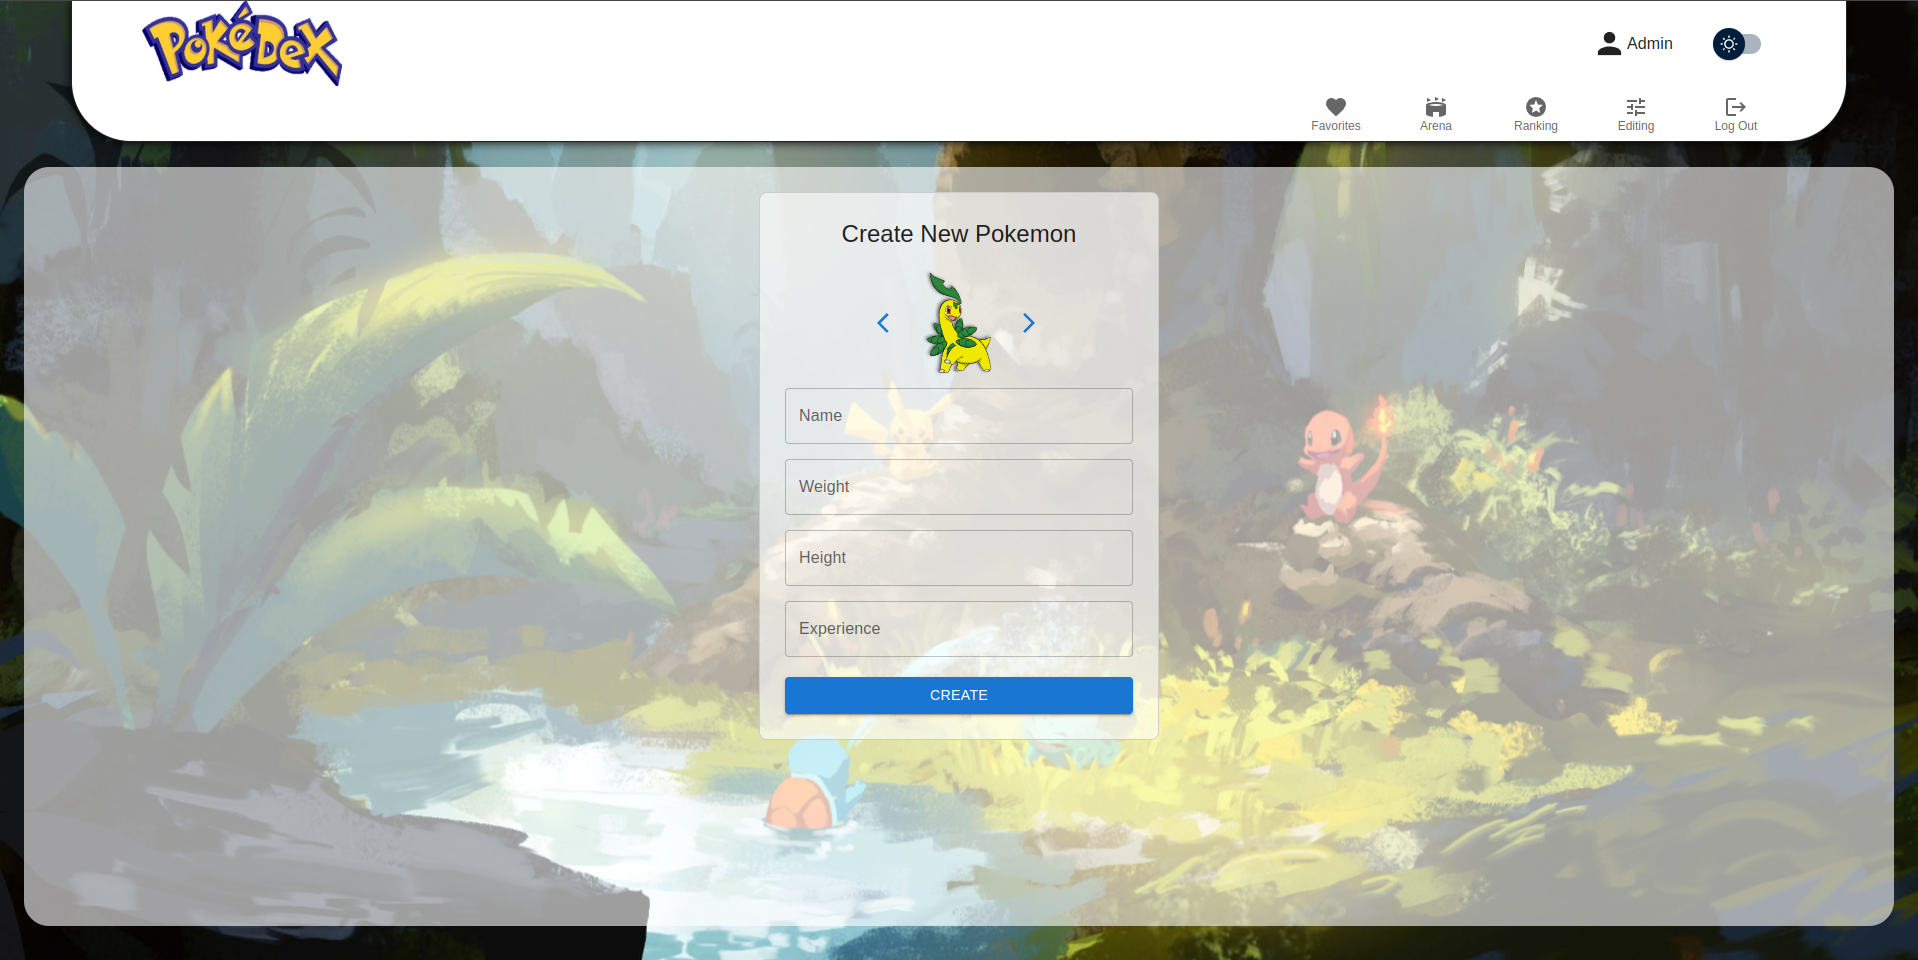 PoKéDex
Admin
Favorites
Arena
Ranking
Editing
Log Out
Create New Pokemon
Name
Weight
Height
Experience
CREATE